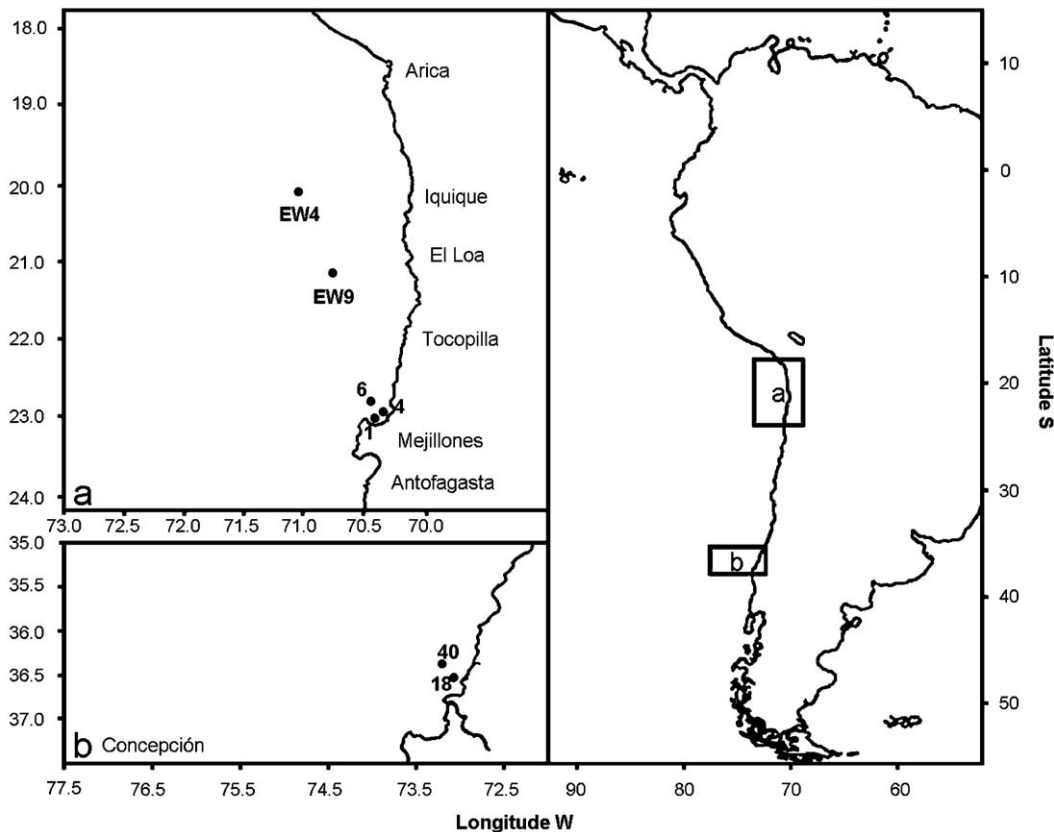 18.0
19.0
20.0
21.0
22.0
23.0
24.0
Arica
Iquique
EW4
El Loa
EW9
Tocopilla
6
4
1
Mejillones
Antofagasta
a
73.0 72.5 71.0 71.0 70.5 70.0
35.0
35.5
36.0
36.5
37.0
40
18
b Concepción
77.5 76.5 75.5 74.5 73.5 72.5
a
b
10
0
10
20
30
40
50
Latitude S
90 80 70 60
Longitude W